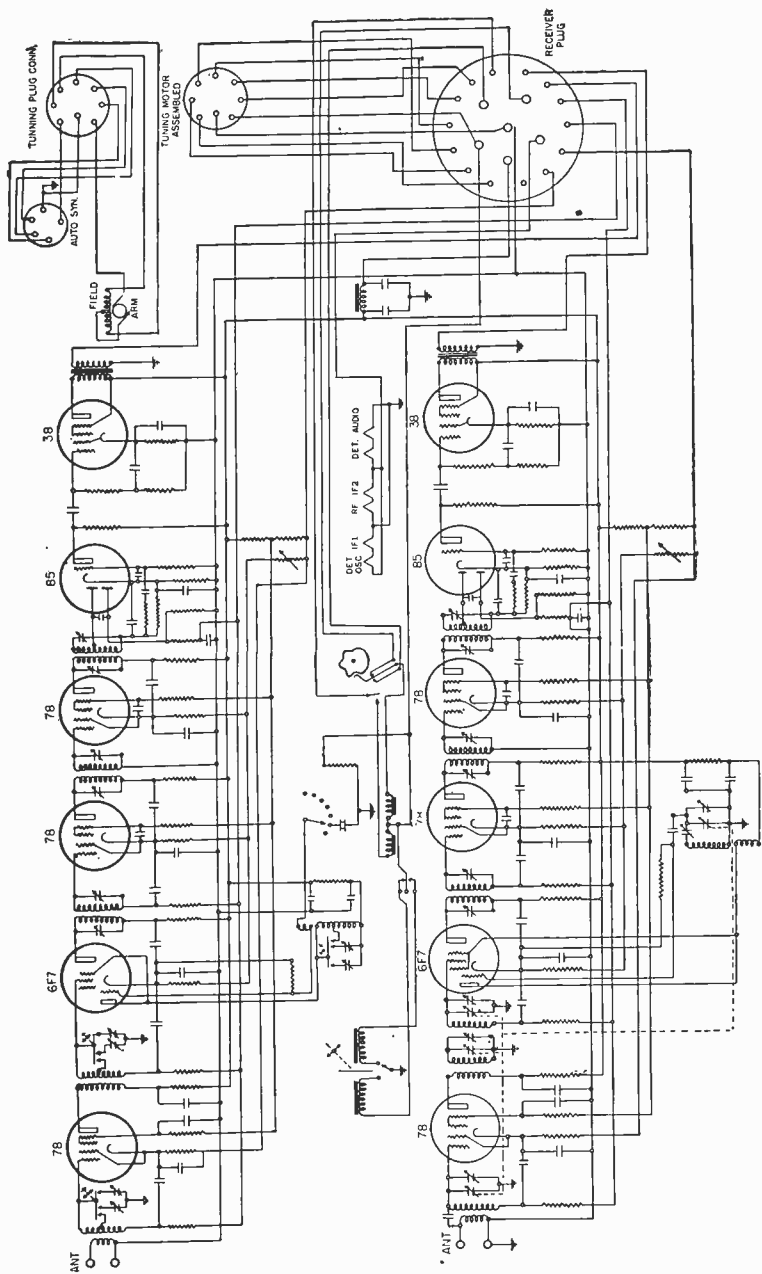 TUNNING PLUG CONN,
AUTO SYN.
FIELD
ARM
38
85
78
78
6F7
78
ANT
TUNING MOTOR
ASSEMBLED
DET IF1 RF IF2 DET. AUDIO
OSC
RECEIVER
PLUG
38
85
78
78
6F7
78
ANT